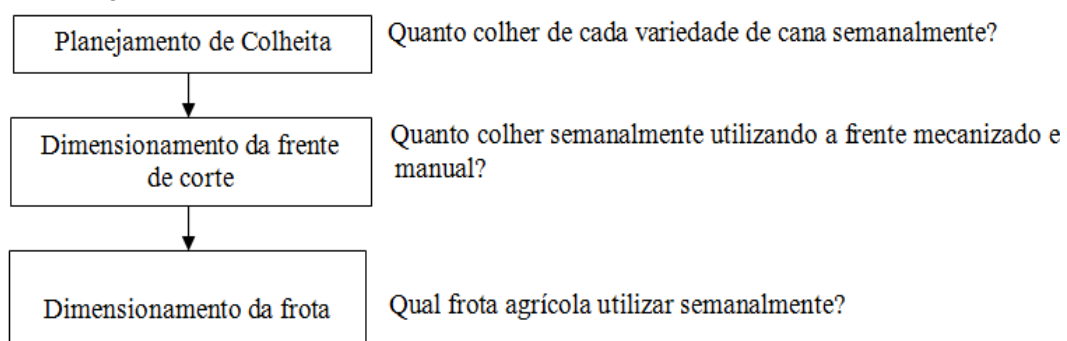 Planejamento de Colheita
Quanto colher de cada variedade de cana semanalmente?
Dimensionamento da frente
de corte
Quanto colher semanalmente utilizando a frente mecanizado e
manual?
Dimensionamento da frota
Qual frota agrícola utilizar semanalmente?